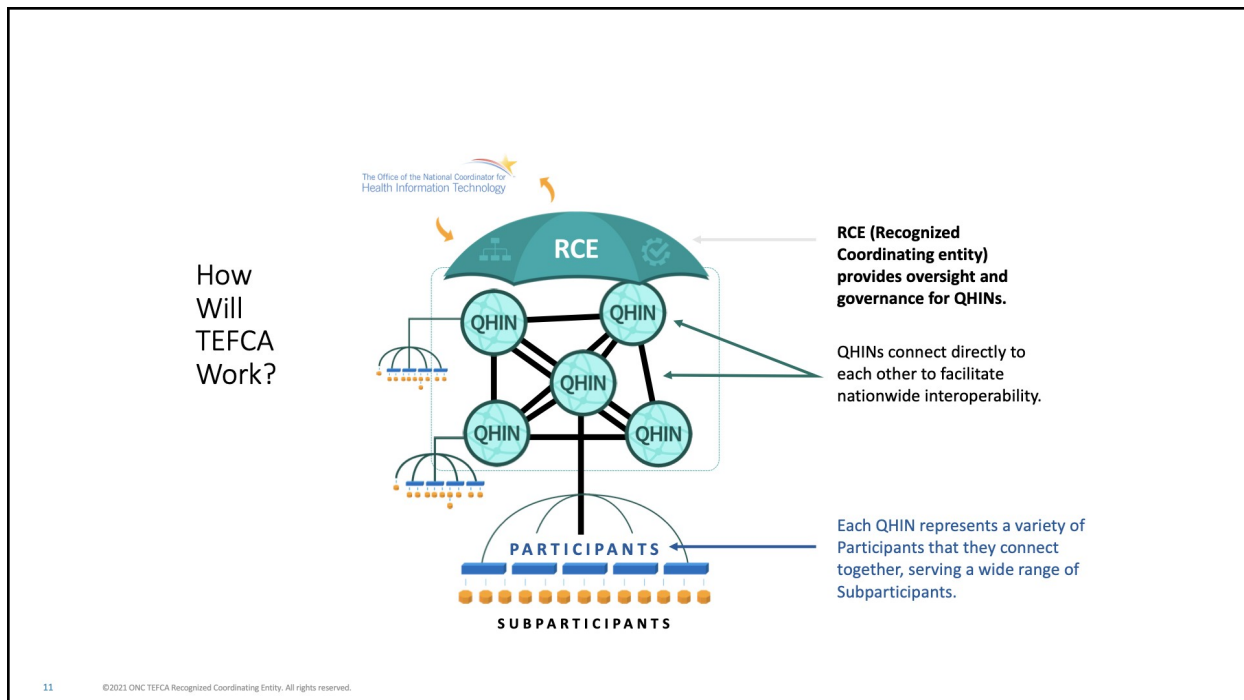 How
Will
TEFCA
Work?
The Office of the National Coordinator for
Health Information Technology
RCE
QHIN
QHIN
QHIN
QHIN
QHIN
PARTICIPANTS
SUBPARTICIPANTS
RCE (Recognized
Coordinating entity)
provides oversight and
governance for QHINs.
QHINs connect directly to
each other to facilitate
nationwide interoperability.
Each QHIN represents a variety of
Participants that they connect
together, serving a wide range of
Subparticipants.
11
©2021 ONC TEFCA Recognized Coordinating Entity. All rights reserved.